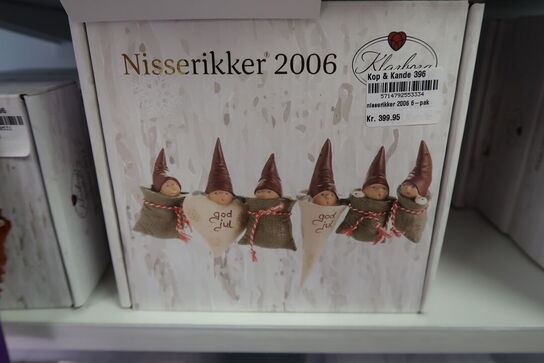 Nisserikker® 2006
Klarborg
Kop & Kande 396
5714792553334
nisserikker 2006 6-pak
Kr. 399.95
god
jul
god
jul